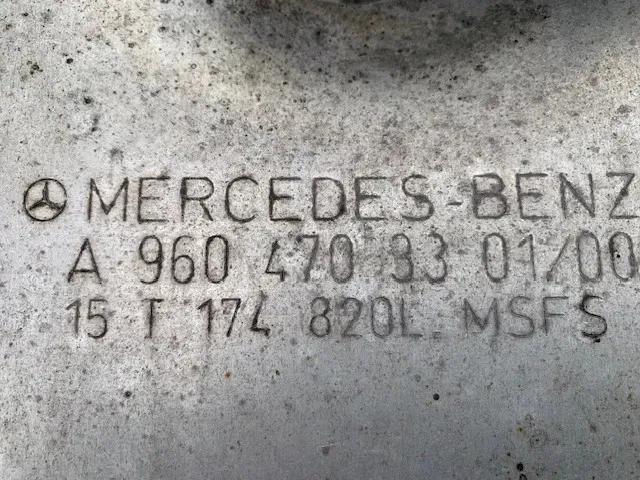 MERCEDES-BENZ
A 960 470 33 01/00
15 T 174 820L MSFS